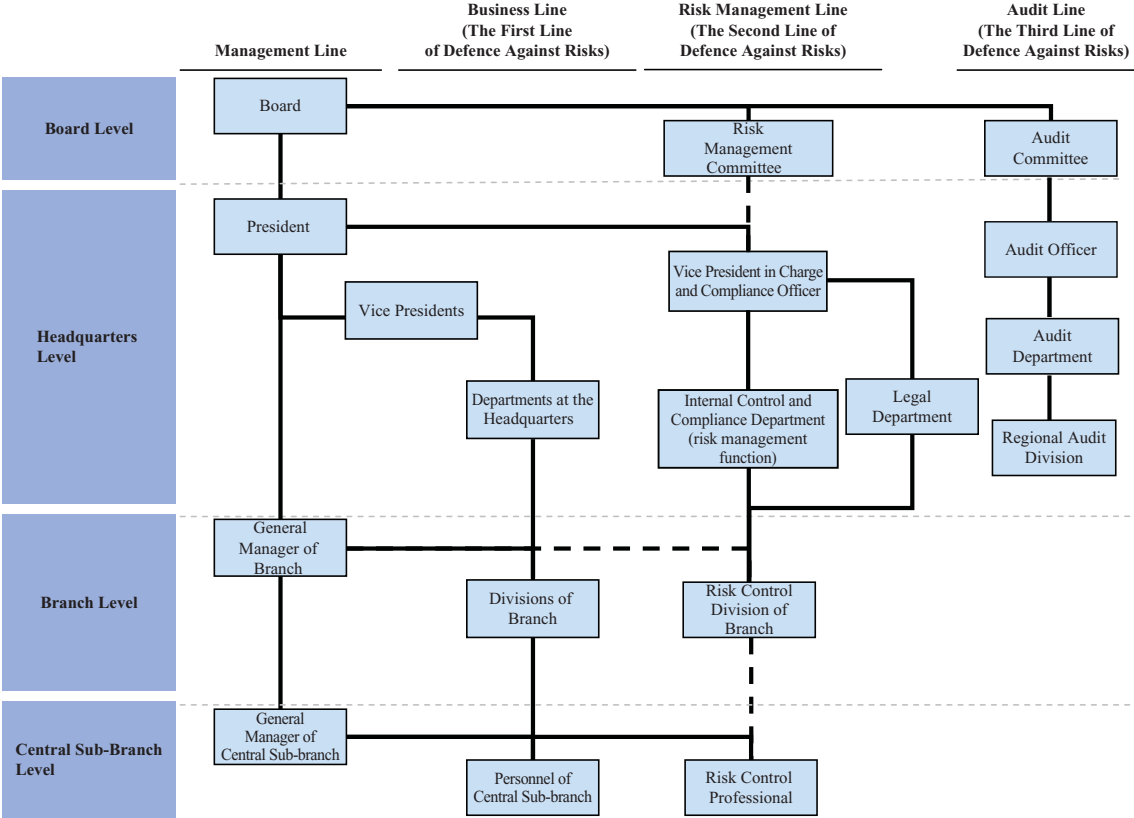 Management Line
Business Line
(The First Line
of Defence Against Risks)
Risk Management Line
(The Second Line of
Defence Against Risks)
Audit Line
(The Third Line of
Defence Against Risks)
Board Level
Board
Risk
Management
Committee
Audit
Committee
Headquarters
Level
President
Vice Presidents
Departments at the
Headquarters
Vice President in Charge
and Compliance Officer
Internal Control and
Compliance Department
(risk management
function)
Legal
Department
Audit Officer
Audit
Department
Regional Audit
Division
Branch Level
General
Manager of
Branch
Divisions of
Branch
Risk Control
Division of
Branch
Central Sub-Branch
Level
General
Manager of
Central Sub-branch
Personnel of
Central Sub-branch
Risk Control
Professional